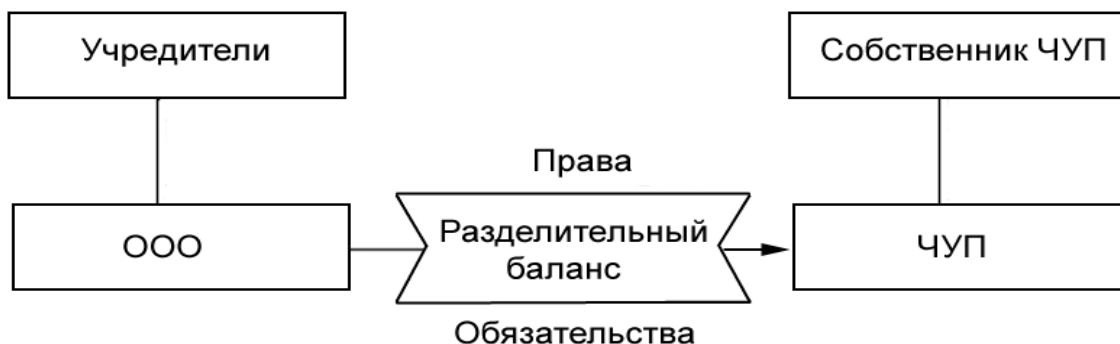 Учредители
Собственник ЧУП
Права
ООО
Разделительный
баланс
ЧУП
Обязательства